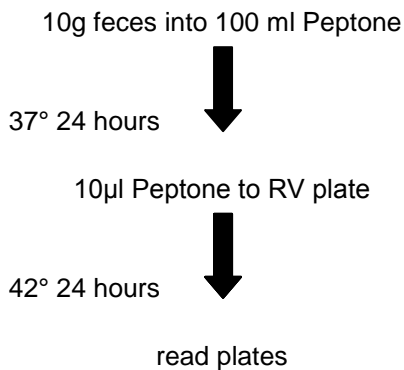 10g feces into 100 ml Peptone
37° 24 hours
10µl Peptone to RV plate
42° 24 hours
read plates